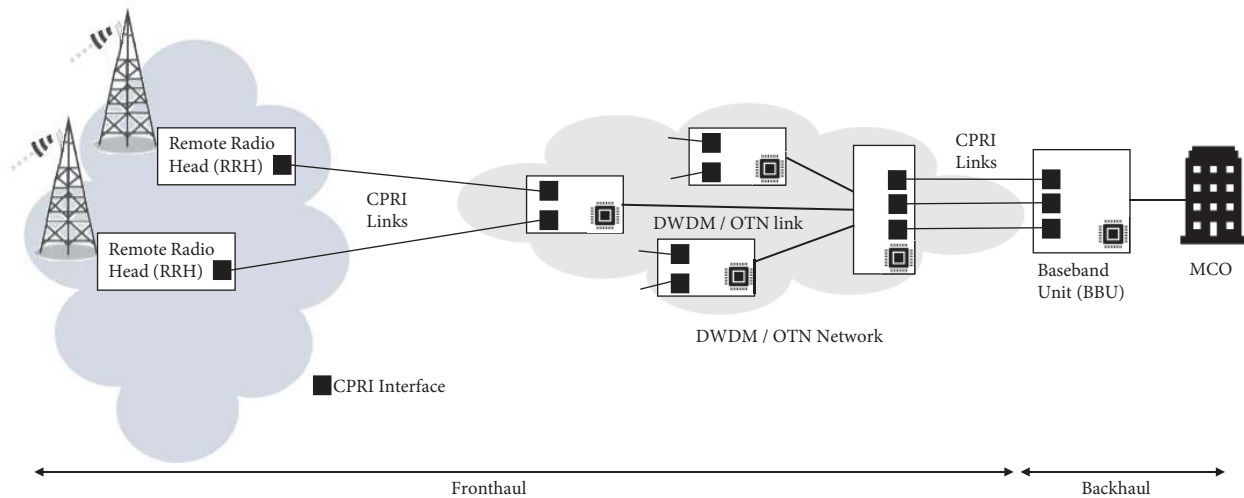 Remote Radio
Head (RRH)
Remote Radio
Head (RRH)
CPRI
Links
DWDM / OTN link
DWDM / OTN Network
CPRI
Links
Baseband
Unit (BBU)
MCO
CPRI Interface
Fronthaul
Backhaul